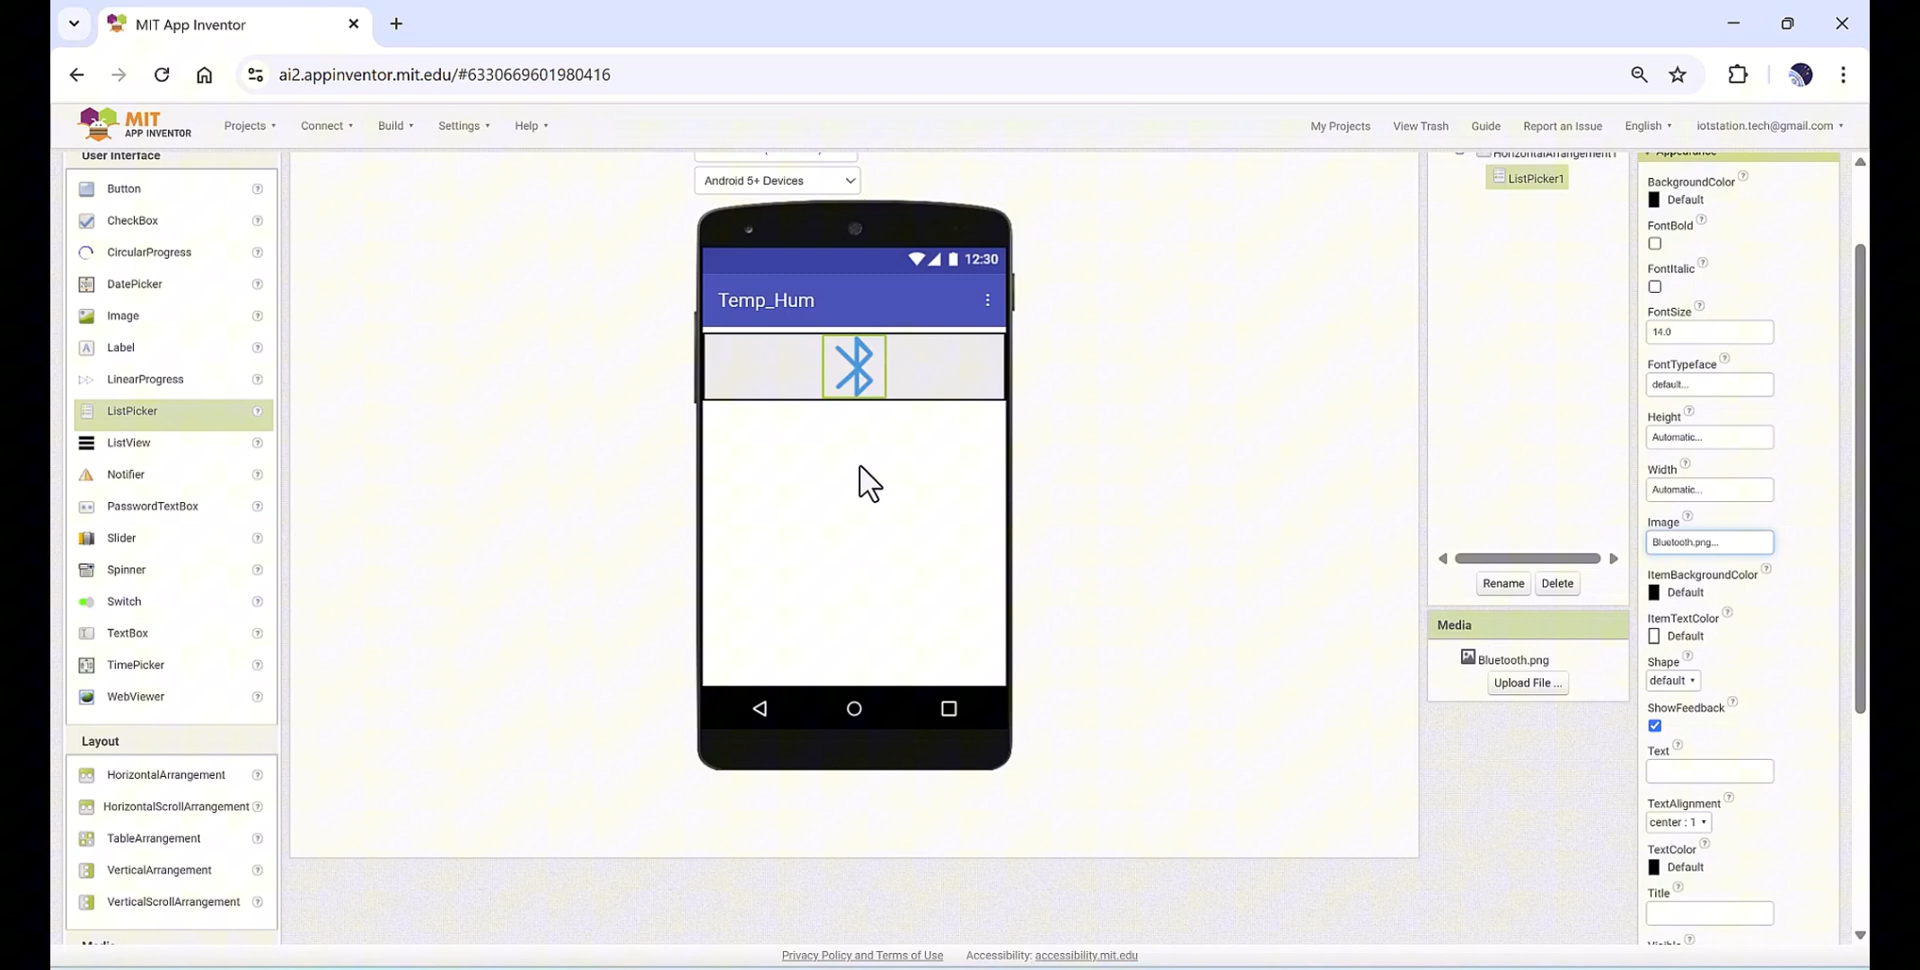 MIT App Inventor
ai2.appinventor.mit.edu/#6330669601980416
MIT
APP INVENTOR
Projects
Connect
Build
Settings
Help
My Projects
View Trash
Guide
Report an Issue
English
iotstation.tech@gmail.com
User Interface
Button
CheckBox
CircularProgress
DatePicker
Image
Label
LinearProgress
ListPicker
ListView
Notifier
PasswordTextBox
Slider
Spinner
Switch
TextBox
TimePicker
WebViewer
Layout
HorizontalArrangement
HorizontalScrollArrangement
TableArrangement
VerticalArrangement
VerticalScrollArrangement
Android 5+ Devices
12:30
Temp_Hum
HorizontalArrangement1
ListPicker1
Rename
Delete
Media
Bluetooth.png
Upload File ...
Appearance
BackgroundColor
Default
FontBold
FontItalic
FontSize
14.0
FontTypeface
default...
Height
Automatic...
Width
Automatic...
Image
Bluetooth.png...
ItemBackgroundColor
Default
ItemTextColor
Default
Shape
default
ShowFeedback
Text
TextAlignment
center : 1
TextColor
Default
Title
Privacy Policy and Terms of Use
Accessibility: accessibility.mit.edu